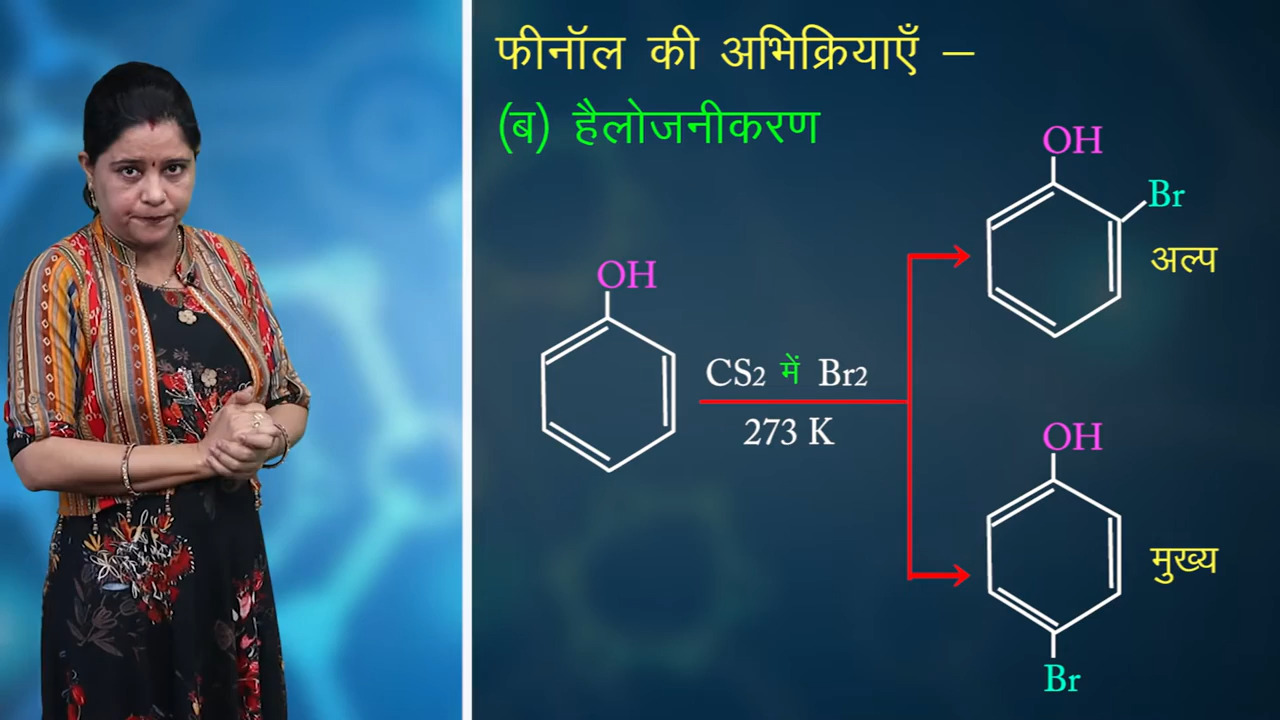 फीनॉल की अभिक्रियाएँ –
(ब) हैलोजनीकरण
OH
CS2 में Br2
273 K
OH
Br
अल्प
OH
मुख्य
Br